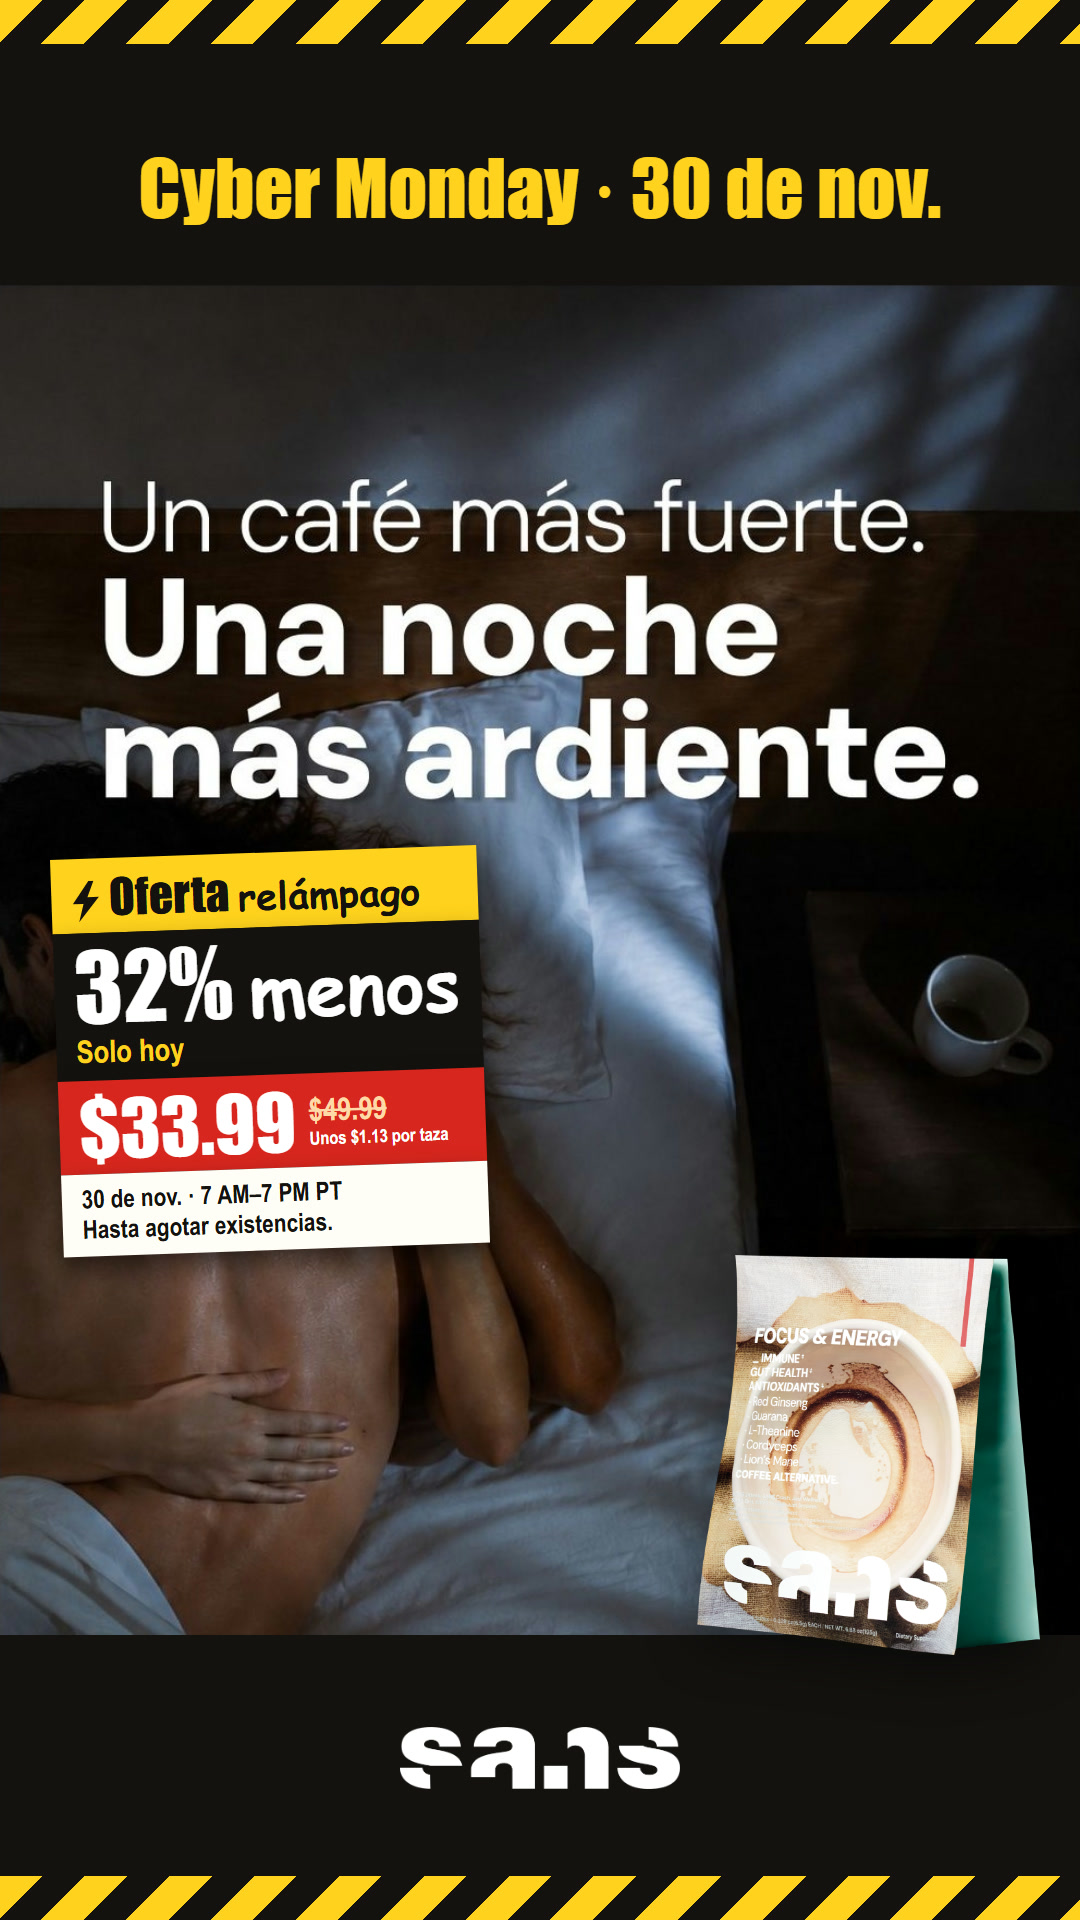 Cyber Monday · 30 de nov.
Un café más fuerte.
Una noche
más ardiente.
Oferta relámpago
32% menos
Solo hoy
$33.99 $49.99
Unos $1.13 por taza
30 de nov. · 7 AM–7 PM PT
Hasta agotar existencias.
FOCUS & ENERGY
IMMUNE†
GUT HEALTH†
ANTIOXIDANTS
Red Ginseng
Guarana
L-Theanine
Cordyceps
Lion's Mane
COFFEE ALTERNATIVE
sans
sans